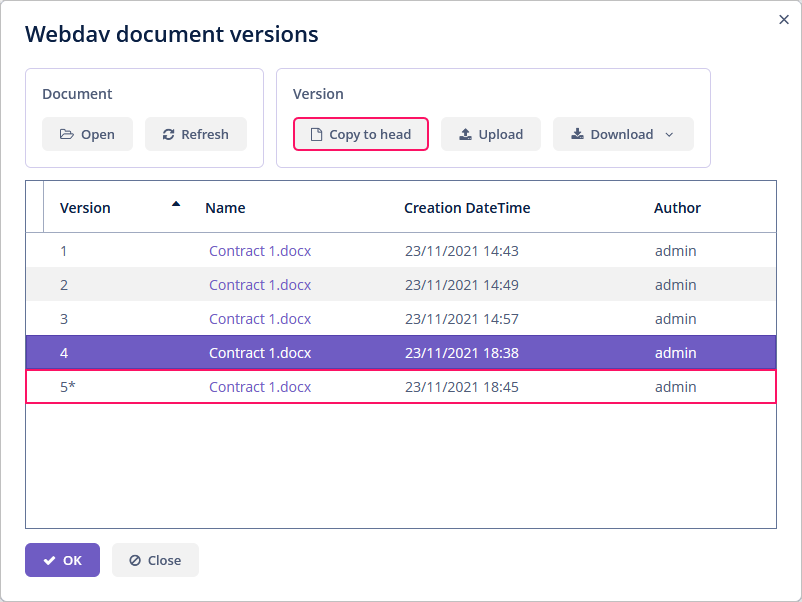 Webdav document versions
Document
Version
Open Refresh Copy to head Upload Download
Version Name Creation DateTime Author
1 Contract 1.docx 23/11/2021 14:43 admin
2 Contract 1.docx 23/11/2021 14:49 admin
3 Contract 1.docx 23/11/2021 14:57 admin
4 Contract 1.docx 23/11/2021 18:38 admin
5* Contract 1.docx 23/11/2021 18:45 admin
OK Close